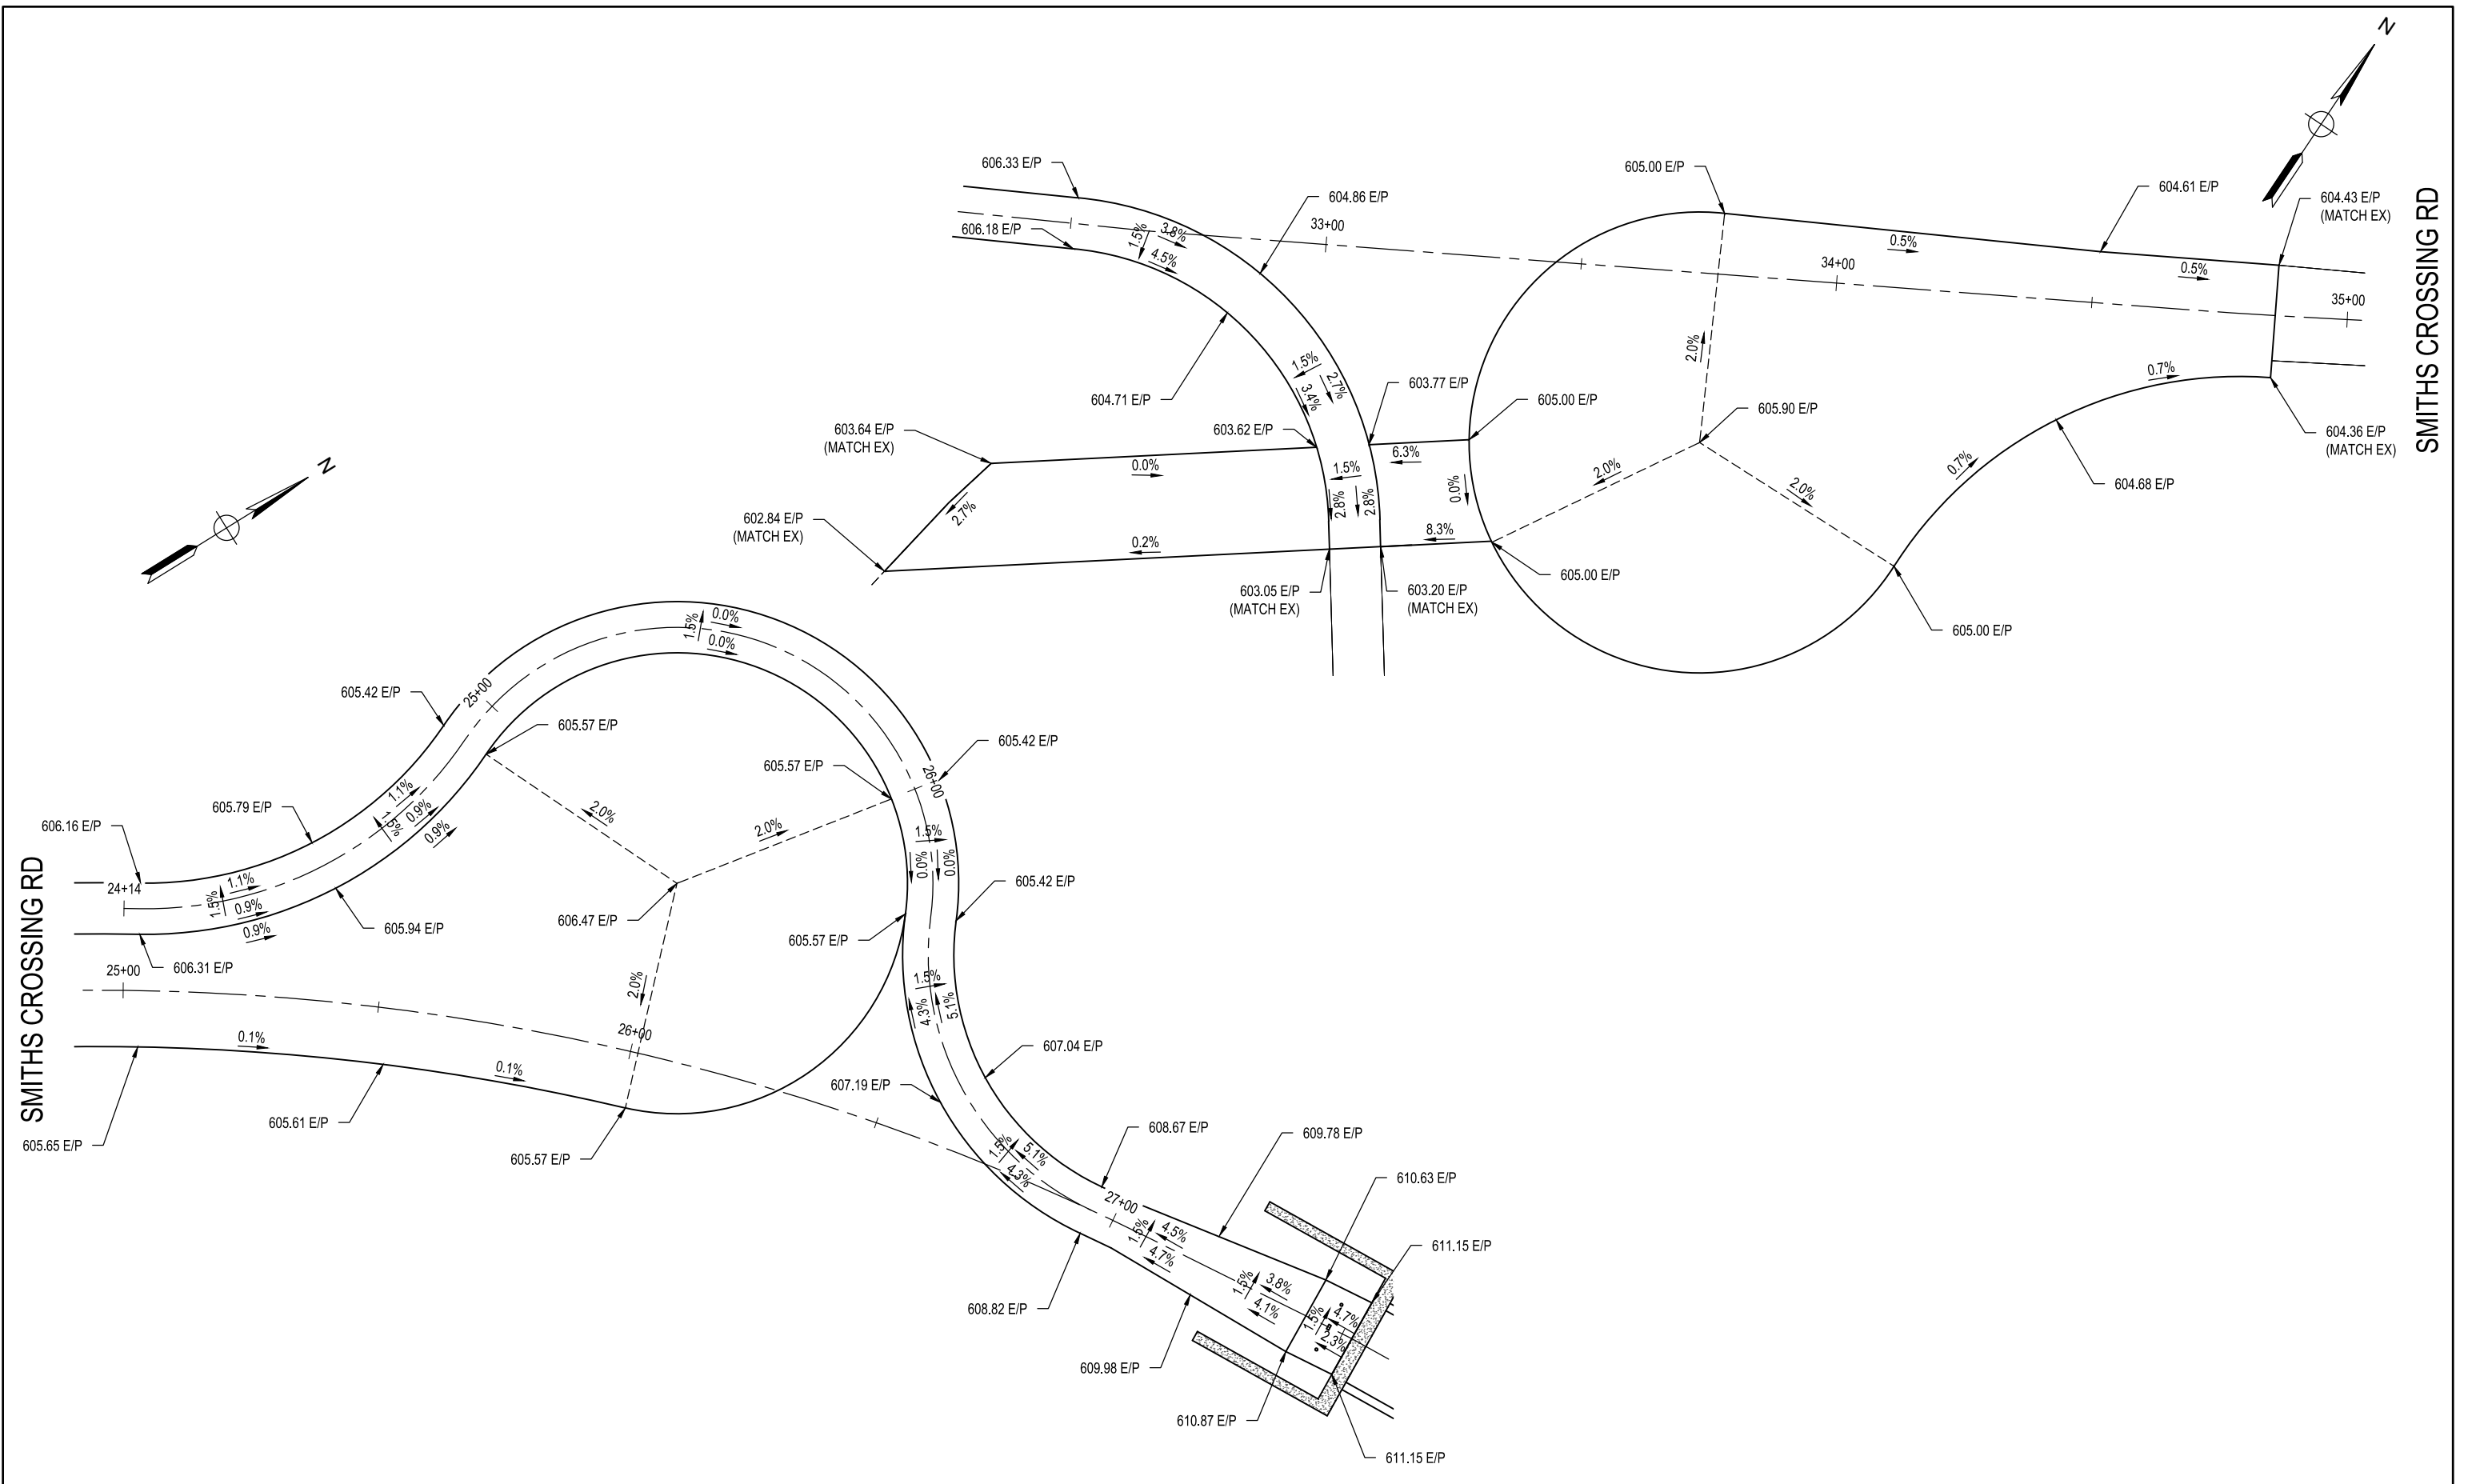 N
606.33 E/P
605.00 E/P
604.61 E/P
604.43 E/P
(MATCH EX)
SMITHS CROSSING RD
604.86 E/P
606.18 E/P
1.5%
3.8%
4.5%
33+00
0.5%
34+00
0.5%
35+00
2.0%
0.7%
1.5%
2.7%
3.4%
604.71 E/P
603.77 E/P
605.00 E/P
605.90 E/P
603.64 E/P
(MATCH EX)
603.62 E/P
604.36 E/P
(MATCH EX)
6.3%
0.0%
1.5%
0.0%
2.0%
2.0%
0.7%
604.68 E/P
2.8%
2.8%
N
602.84 E/P
(MATCH EX)
2.7%
0.2%
8.3%
603.05 E/P
(MATCH EX)
603.20 E/P
(MATCH EX)
605.00 E/P
605.00 E/P
1.5%
0.0%
0.0%
605.42 E/P
25+00
605.57 E/P
605.42 E/P
605.57 E/P
26+00
1.1%
0.9%
1.5%
0.9%
605.79 E/P
2.0%
2.0%
606.16 E/P
1.5%
0.0%
0.0%
SMITHS CROSSING RD
24+14
1.1%
1.5%
0.9%
0.9%
605.94 E/P
606.47 E/P
605.42 E/P
605.57 E/P
606.31 E/P
25+00
2.0%
1.5%
4.3%
5.1%
0.1%
26+00
0.1%
607.04 E/P
607.19 E/P
605.61 E/P
605.65 E/P
605.57 E/P
608.67 E/P
609.78 E/P
1.5%
5.1%
4.3%
610.63 E/P
27+00
1.5%
4.5%
4.7%
611.15 E/P
1.5%
3.8%
4.1%
1.5%
4.7%
2.3%
608.82 E/P
609.98 E/P
610.87 E/P
611.15 E/P